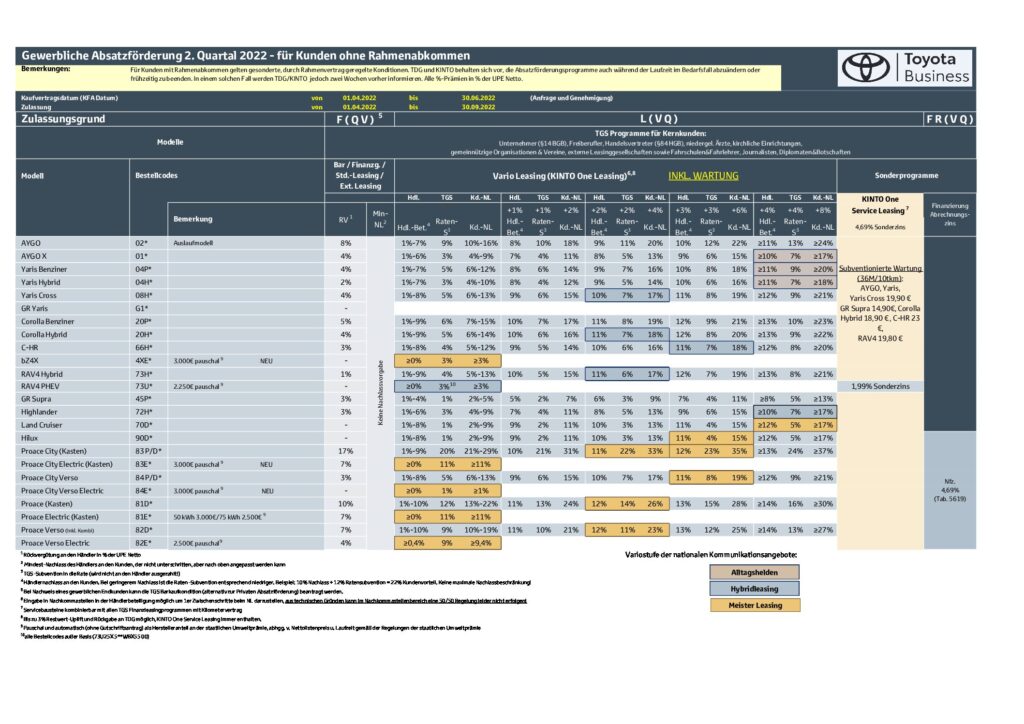 Gewerbliche Absatzförderung 2. Quartal 2022 - für Kunden ohne Rahmenabkommen
Toyota
Business
Bemerkungen: Für Kunden mit Rahmenabkommen gelten gesonderte, durch Rahmenvertrag geregelte Konditionen. TDG und KINTO behalten sich vor, die Absatzförderungsprogramme auch während der Laufzeit im Bedarfsfall abzuändern oder
frühzeitig zu beenden. In einem solchen Fall werden TDG/KINTO jedoch zwei Wochen vorher informieren. Alle %-Prämien in % der UPE Netto.
Kaufvertragsdatum (KFA Datum) von 01.04.2022 bis 30.06.2022 (Anfrage und Genehmigung)
Zulassung von 01.04.2022 bis 30.09.2022
Zulassungsgrund F (QV) 5 L (VQ) FR (VQ)
Modelle
TGS Programme für Kernkunden:
Unternehmer (§14 BGB), Freiberufler, Handelsvertreter (§84 HGB), niedergel. Ärzte, kirchliche Einrichtungen,
gemeinnützige Organisationen & Vereine, externe Leasinggesellschaften sowie Fahrschulen&Fahrlehrer, Journalisten, Diplomaten&Botschaften
Modell Bestellcodes Bar / Finanzg. / Std.-Leasing / Ext. Leasing Vario Leasing (KINTO One Leasing)6,8 INKL. WARTUNG Sonderprogramme
Hdl. TGS Kd.-NL Hdl. TGS Kd.-NL Hdl. TGS Kd.-NL Hdl. TGS Kd.-NL Hdl. TGS Kd.-NL
+1% +1% +2% +2% +2% +4% +3% +3% +6% +4% +4% +8%
Bemerkung RV 1 Min-NL2 Hdl.-Bet.4 Raten-S3 Kd.-NL Hdl.-Bet.4 Raten-S3 Kd.-NL Hdl.-Bet.4 Raten-S3 Kd.-NL Hdl.-Bet.4 Raten-S3 Kd.-NL Hdl.-Bet.4 Raten-S3 Kd.-NL
KINTO One
Service Leasing 7
4,69% Sonderzins
Finanzierung
Abrechnungs-
zins
Keine Nachlassvorgabe
AYGO 02* Auslaufmodell 8% 1%-7% 9% 10%-16% 8% 10% 18% 9% 11% 20% 10% 12% 22% ≥11% 13% ≥24%
AYGO X 01* 4% 1%-6% 3% 4%-9% 7% 4% 11% 8% 5% 13% 9% 6% 15% ≥10% 7% ≥17%
Yaris Benziner 04P* 4% 1%-7% 5% 6%-12% 8% 6% 14% 9% 7% 16% 10% 8% 18% ≥11% 9% ≥20%
Yaris Hybrid 04H* 2% 1%-7% 3% 4%-10% 8% 4% 12% 9% 5% 14% 10% 6% 16% ≥11% 7% ≥18%
Yaris Cross 08H* 4% 1%-8% 5% 6%-13% 9% 6% 15% 10% 7% 17% 11% 8% 19% ≥12% 9% ≥21%
GR Yaris G1* -
Corolla Benziner 20P* 5% 1%-9% 6% 7%-15% 10% 7% 17% 11% 8% 19% 12% 9% 21% ≥13% 10% ≥23%
Corolla Hybrid 20H* 4% 1%-9% 5% 6%-14% 10% 6% 16% 11% 7% 18% 12% 8% 20% ≥13% 9% ≥22%
C-HR 66H* 3% 1%-8% 4% 5%-12% 9% 5% 14% 10% 6% 16% 11% 7% 18% ≥12% 8% ≥20%
bZ4X 4XE* 3.000€ pauschal 9 NEU - ≥0% 3% ≥3%
RAV4 Hybrid 73H* 1% 1%-9% 4% 5%-13% 10% 5% 15% 11% 6% 17% 12% 7% 19% ≥13% 8% ≥21%
RAV4 PHEV 73U* 2.250€ pauschal 9 - ≥0% 3%10 ≥3% 1,99% Sonderzins
GR Supra 45P* 3% 1%-4% 1% 2%-5% 5% 2% 7% 6% 3% 9% 7% 4% 11% ≥8% 5% ≥13%
Highlander 72H* 3% 1%-6% 3% 4%-9% 7% 4% 11% 8% 5% 13% 9% 6% 15% ≥10% 7% ≥17%
Land Cruiser 70D* - 1%-8% 1% 2%-9% 9% 2% 11% 10% 3% 13% 11% 4% 15% ≥12% 5% ≥17%
Hilux 90D* - 1%-8% 1% 2%-9% 9% 2% 11% 10% 3% 13% 11% 4% 15% ≥12% 5% ≥17%
Proace City (Kasten) 83P/D* 17% 1%-9% 20% 21%-29% 10% 21% 31% 11% 22% 33% 12% 23% 35% ≥13% 24% ≥37%
Proace City Electric (Kasten) 83E* 3.000€ pauschal 9 NEU 7% ≥0% 11% ≥11%
Proace City Verso 84P/D* 3% 1%-8% 5% 6%-13% 9% 6% 15% 10% 7% 17% 11% 8% 19% ≥12% 9% ≥21%
Proace City Verso Electric 84E* 3.000€ pauschal 9 NEU - ≥0% 1% ≥1%
Proace (Kasten) 81D* 10% 1%-10% 12% 13%-22% 11% 13% 24% 12% 14% 26% 13% 15% 28% ≥14% 16% ≥30%
Proace Electric (Kasten) 81E* 50 kWh 3.000€/75 kWh 2.500€ 9 7% ≥0% 11% ≥11%
Proace Verso (inkl. Kombi) 82D* 7% 1%-10% 9% 10%-19% 11% 10% 21% 12% 11% 23% 13% 12% 25% ≥14% 13% ≥27%
Proace Verso Electric 82E* 2.500€ pauschal9 4% ≥0,4% 9% ≥9,4%
Subventionierte Wartung
(36M/10tkm):
AYGO, Yaris,
Yaris Cross 19,90 €
GR Supra 14,90€, Corolla
Hybrid 18,90 €, C-HR 23
€,
RAV4 19,80 €
Nfz.
4,69%
(Tab. 5619)
1 Rückvergütung an den Händler in % der UPE Netto
2 Mindest-Nachlass des Händlers an den Kunden, der nicht unterschritten, aber nach oben angepasst werden kann
3 TGS-Subvention in die Rate (wird nicht an den Händler ausgezahlt)
4 Händlernachlass an den Kunden. Bei geringerem Nachlass ist die Raten-Subvention entsprechend niedriger, Beispiel: 10% Nachlass + 12% Ratensubvention = 22% Kundenvorteil. Keine maximale Nachlassbeschränkung!
5 Bei Nachweis eines gewerblichen Endkunden kann die TGS Barkaufkondition (alternativ zur Privaten Absatzförderung) beantragt werden.
6 Eingabe in Nachkommastellen in der Händlerbeteiligung möglich um 1er Zwischenschritte beim NL darzustellen, aus technischen Gründen kann im Nachkommastellenbereich eine 50/50 Regelung leider nicht erfolgen!
7 Servicebausteine kombinierbar mit allen TGS Finanzleasingprogrammen mit Kilometervertrag
8 Bis zu 3% Restwert-Uplift und Rückgabe an TDG möglich, KINTO One Service Leasing immer enthalten.
9 Pauschal und automatisch (ohne Gutschriftsantrag) als Herstelleranteil an der staatlichen Umweltprämie, abhgg. v. Nettolistenpreis u. Laufzeit gemäß der Regelungen der staatlichen Umweltprämie
10 alle Bestellcodes außer Basis
Variostufe der nationalen Kommunikationsangebote:
Alltagshelden
Hybridleasing
Meister Leasing